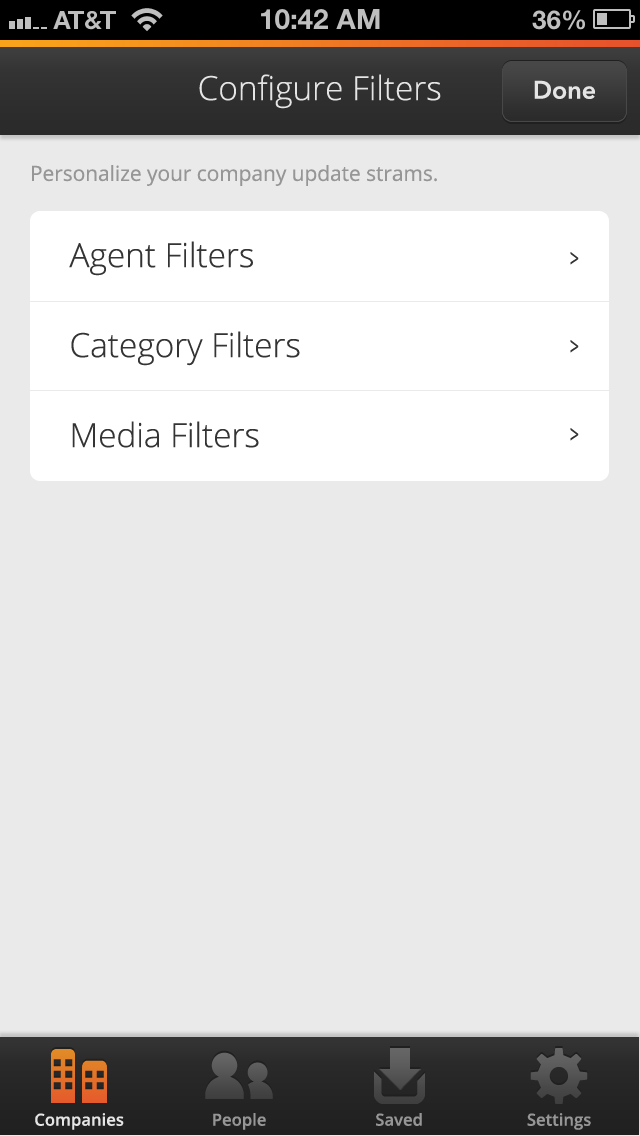 AT&T 10:42 AM 36%
Configure Filters Done
Personalize your company update strams.
Agent Filters >
Category Filters >
Media Filters >
Companies People Saved Settings